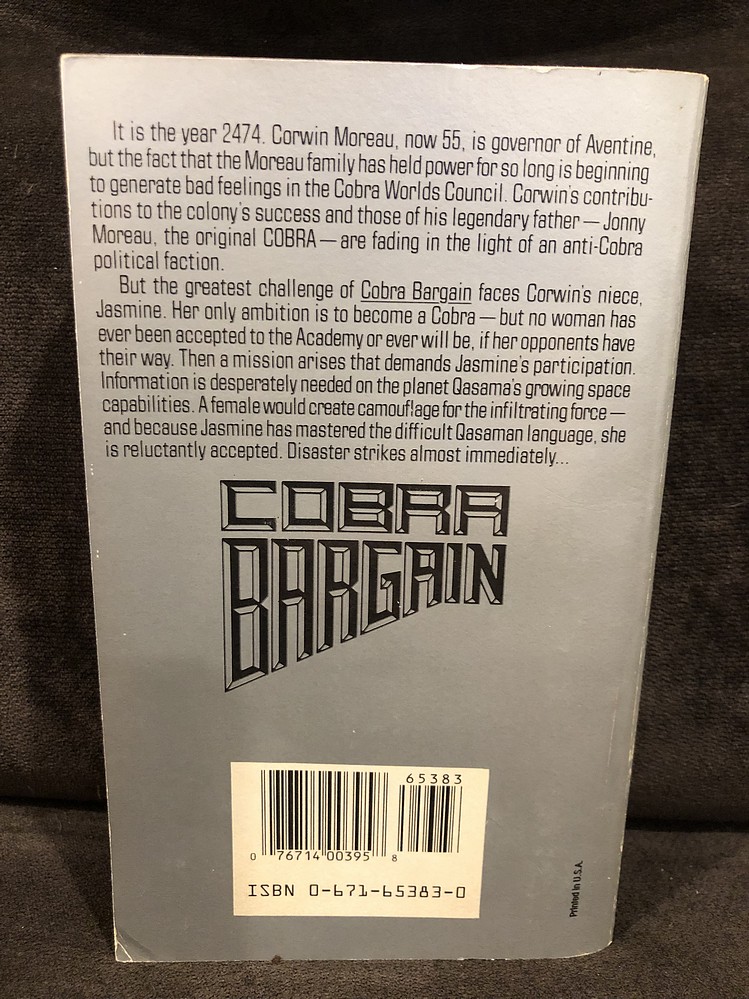 It is the year 2474. Corwin Moreau, now 55, is governor of Aventine,
but the fact that the Moreau family has held power for so long is beginning
to generate bad feelings in the Cobra Worlds Council. Corwin's contribu-
tions to the colony's success and those of his legendary father — Jonny
Moreau, the original COBRA — are fading in the light of an anti-Cobra
political faction.
But the greatest challenge of Cobra Bargain faces Corwin's niece,
Jasmine. Her only ambition is to become a Cobra — but no woman has
ever been accepted to the Academy or ever will be, if her opponents have
their way. Then a mission arises that demands Jasmine's participation.
Information is desperately needed on the planet Qasama's growing space
capabilities. A female would create camouflage for the infiltrating force —
and because Jasmine has mastered the difficult Qasaman language, she
is reluctantly accepted. Disaster strikes almost immediately...
COBRA
BARGAIN
65383
0 76714 00395 8
ISBN 0-671-65383-0
Printed in U.S.A.